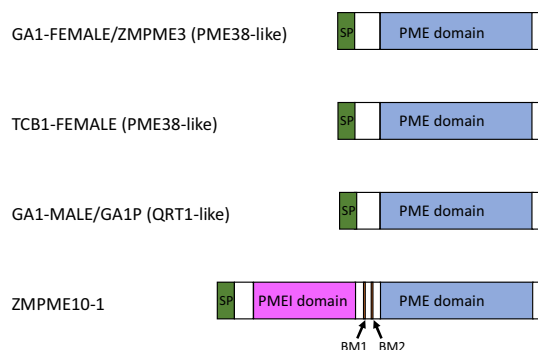 GA1-FEMALE/ZMPME3 (PME38-like) SP PME domain
TCB1-FEMALE (PME38-like) SP PME domain
GA1-MALE/GA1P (QRT1-like) SP PME domain
ZMPME10-1 SP PMEI domain PME domain
BM1 BM2